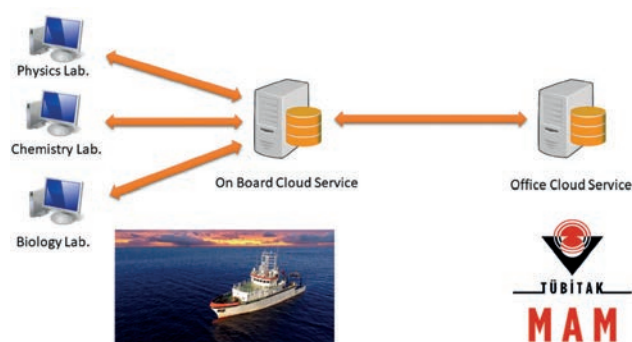 Physics Lab.
Chemistry Lab.
Biology Lab.
On Board Cloud Service
Office Cloud Service
TÜBİTAK
MAM